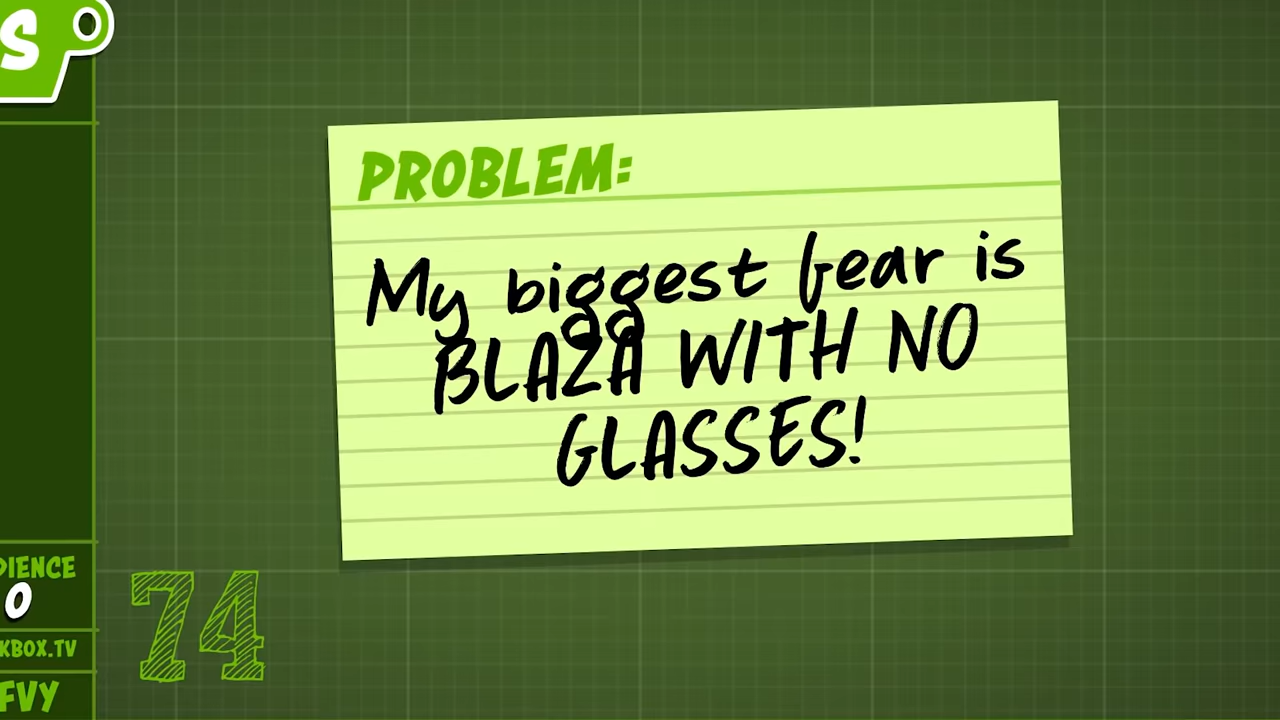 S
PROBLEM:
My biggest fear is
BLAZA WITH NO
GLASSES!
DIENCE
0
74
KBOX.TV
FVY